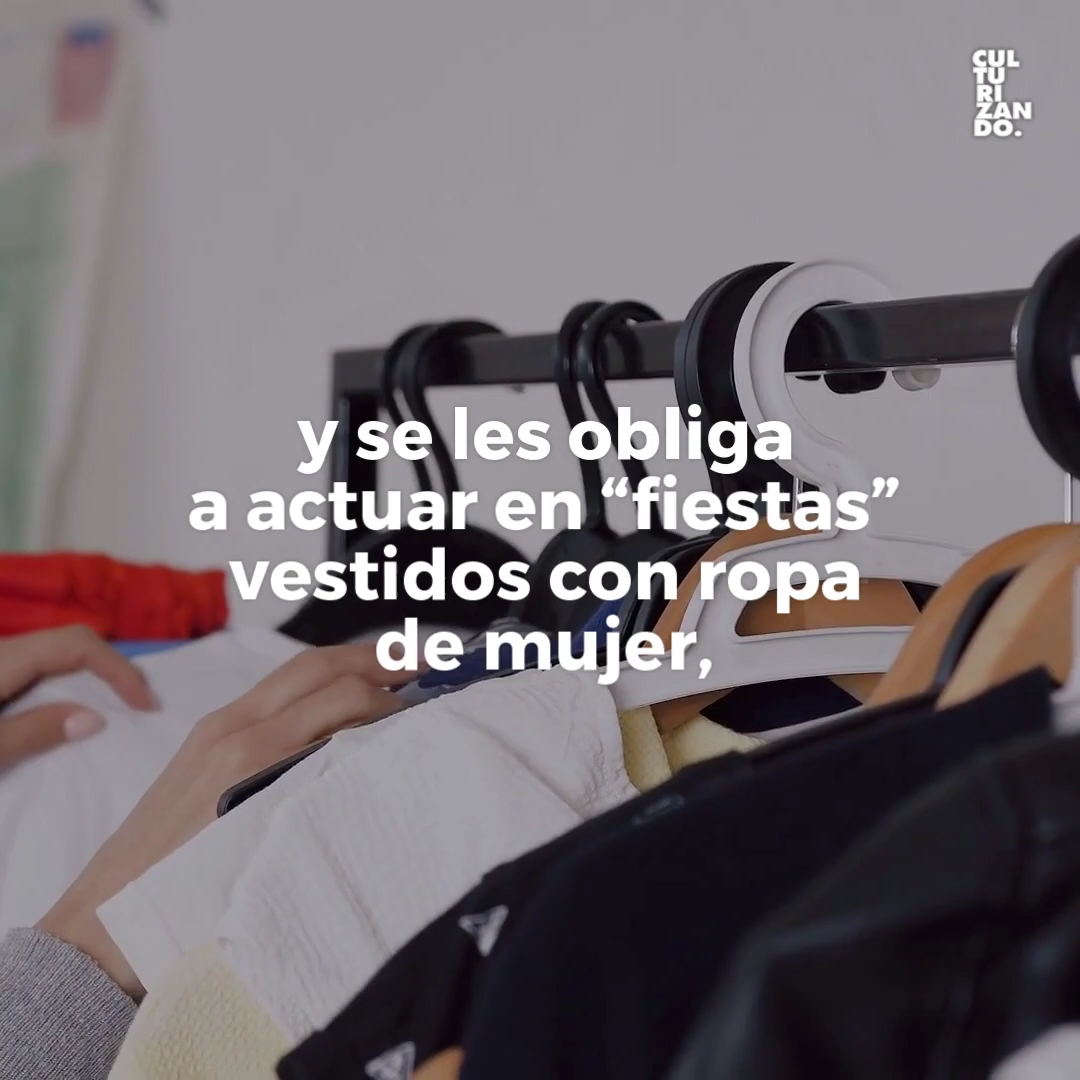 CUL
TU
RI
ZAN
DO.
y se les obliga
a actuar en “fiestas”
vestidos con ropa
de mujer,